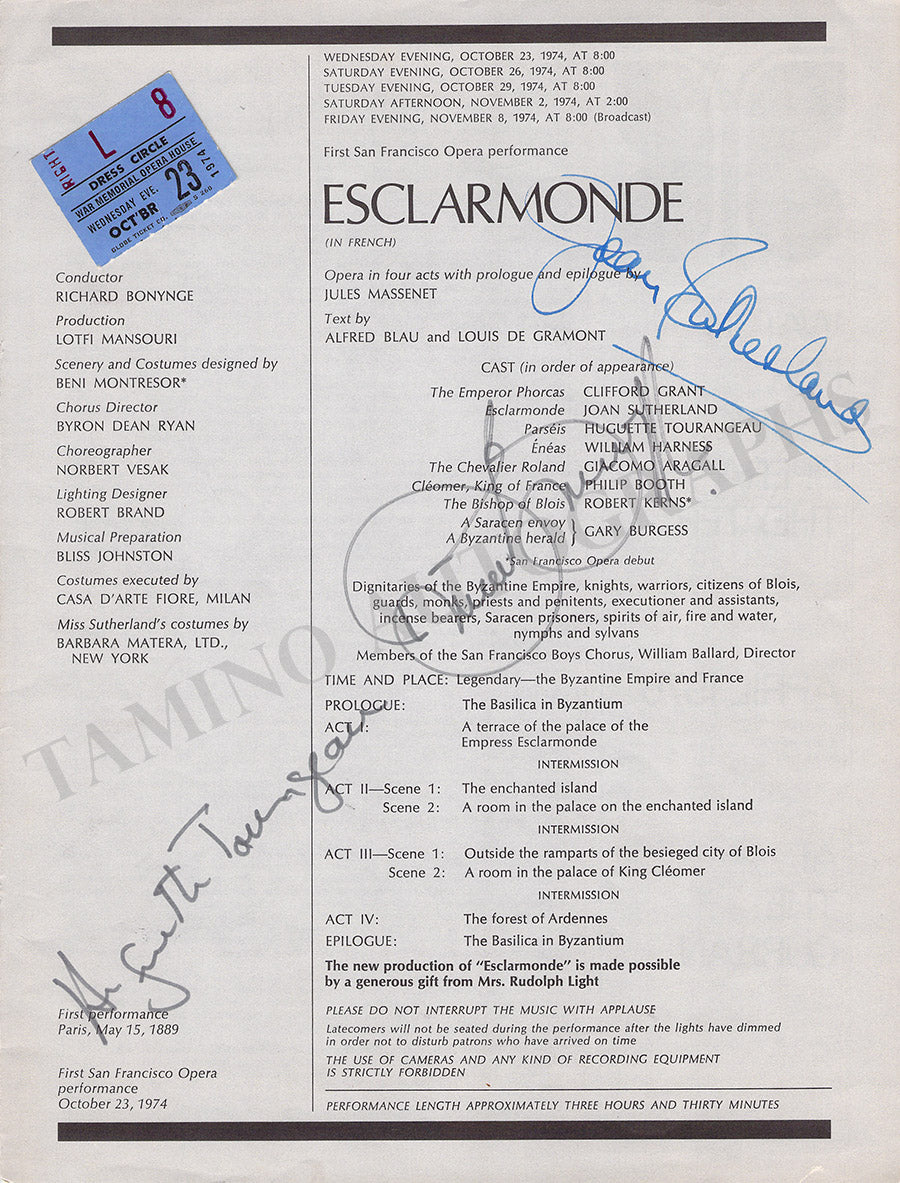 RIGHT L 8
DRESS CIRCLE
WAR MEMORIAL OPERA HOUSE
WEDNESDAY EVE.
OCT'BR 23 1974
GLOBE TICKET CO.
Conductor
RICHARD BONYNGE
Production
LOTFI MANSOURI
Scenery and Costumes designed by
BENI MONTRESOR*
Chorus Director
BYRON DEAN RYAN
Choreographer
NORBERT VESAK
Lighting Designer
ROBERT BRAND
Musical Preparation
BLISS JOHNSTON
Costumes executed by
CASA D'ARTE FIORE, MILAN
Miss Sutherland's costumes by
BARBARA MATERA, LTD.,
NEW YORK
First performance
Paris, May 15, 1889
First San Francisco Opera
performance
October 23, 1974
WEDNESDAY EVENING, OCTOBER 23, 1974, AT 8:00
SATURDAY EVENING, OCTOBER 26, 1974, AT 8:00
TUESDAY EVENING, OCTOBER 29, 1974, AT 8:00
SATURDAY AFTERNOON, NOVEMBER 2, 1974, AT 2:00
FRIDAY EVENING, NOVEMBER 8, 1974, AT 8:00 (Broadcast)
First San Francisco Opera performance
ESCLARMONDE
(IN FRENCH)
Opera in four acts with prologue and epilogue by
JULES MASSENET
Text by
ALFRED BLAU and LOUIS DE GRAMONT
CAST (in order of appearance)
The Emperor Phorcas CLIFFORD GRANT
Esclarmonde JOAN SUTHERLAND
Parséis HUGUETTE TOURANGEAU
Énéas WILLIAM HARNESS
The Chevalier Roland GIACOMO ARAGALL
Cléomer, King of France PHILIP BOOTH
The Bishop of Blois ROBERT KERNS*
A Saracen envoy
A Byzantine herald } GARY BURGESS
*San Francisco Opera debut
Dignitaries of the Byzantine Empire, knights, warriors, citizens of Blois,
guards, monks, priests and penitents, executioner and assistants,
incense bearers, Saracen prisoners, spirits of air, fire and water,
nymphs and sylvans
Members of the San Francisco Boys Chorus, William Ballard, Director
TIME AND PLACE: Legendary—the Byzantine Empire and France
PROLOGUE: The Basilica in Byzantium
ACT I: A terrace of the palace of the
Empress Esclarmonde
INTERMISSION
ACT II—Scene 1: The enchanted island
Scene 2: A room in the palace on the enchanted island
INTERMISSION
ACT III—Scene 1: Outside the ramparts of the besieged city of Blois
Scene 2: A room in the palace of King Cléomer
INTERMISSION
ACT IV: The forest of Ardennes
EPILOGUE: The Basilica in Byzantium
The new production of "Esclarmonde" is made possible
by a generous gift from Mrs. Rudolph Light
PLEASE DO NOT INTERRUPT THE MUSIC WITH APPLAUSE
Latecomers will not be seated during the performance after the lights have dimmed
in order not to disturb patrons who have arrived on time
THE USE OF CAMERAS AND ANY KIND OF RECORDING EQUIPMENT
IS STRICTLY FORBIDDEN
PERFORMANCE LENGTH APPROXIMATELY THREE HOURS AND THIRTY MINUTES
Joan Sutherland
Huguette Tourangeau
TAMINO AUTOGRAPHS